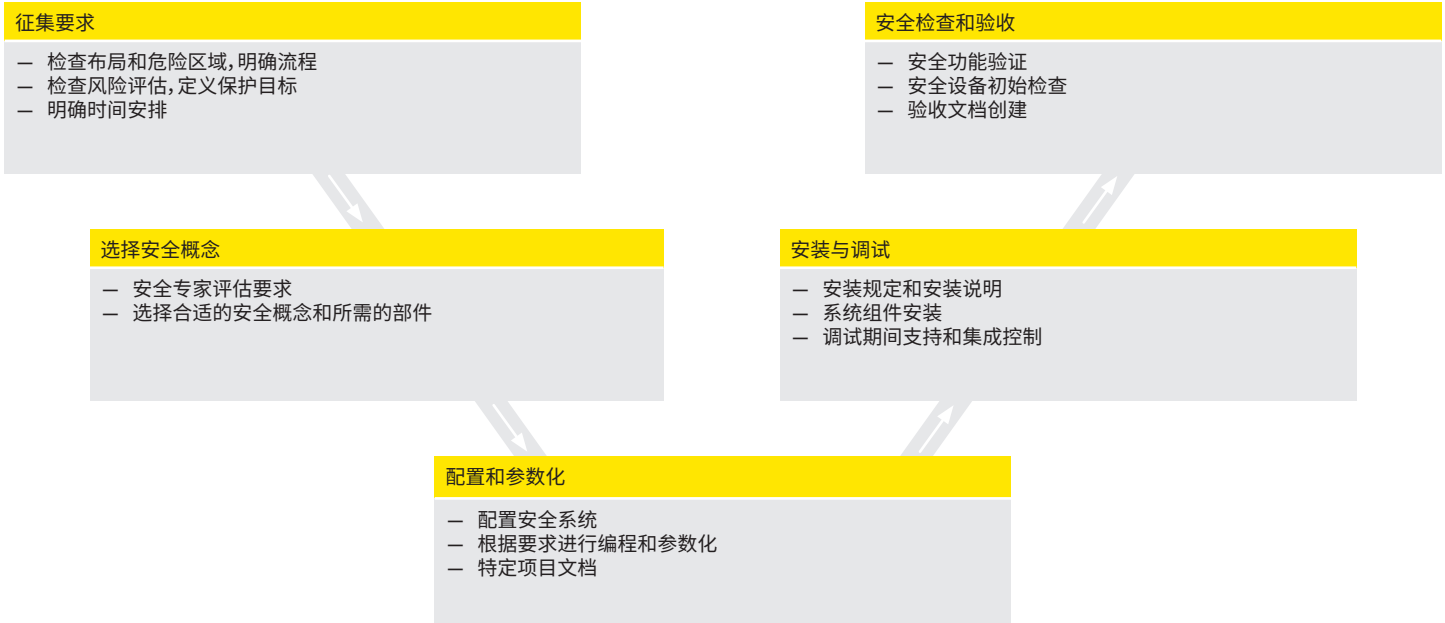 征集要求
— 检查布局和危险区域,明确流程
— 检查风险评估,定义保护目标
— 明确时间安排
选择安全概念
— 安全专家评估要求
— 选择合适的安全概念和所需的部件
配置和参数化
— 配置安全系统
— 根据要求进行编程和参数化
— 特定项目文档
安装与调试
— 安装规定和安装说明
— 系统组件安装
— 调试期间支持和集成控制
安全检查和验收
— 安全功能验证
— 安全设备初始检查
— 验收文档创建